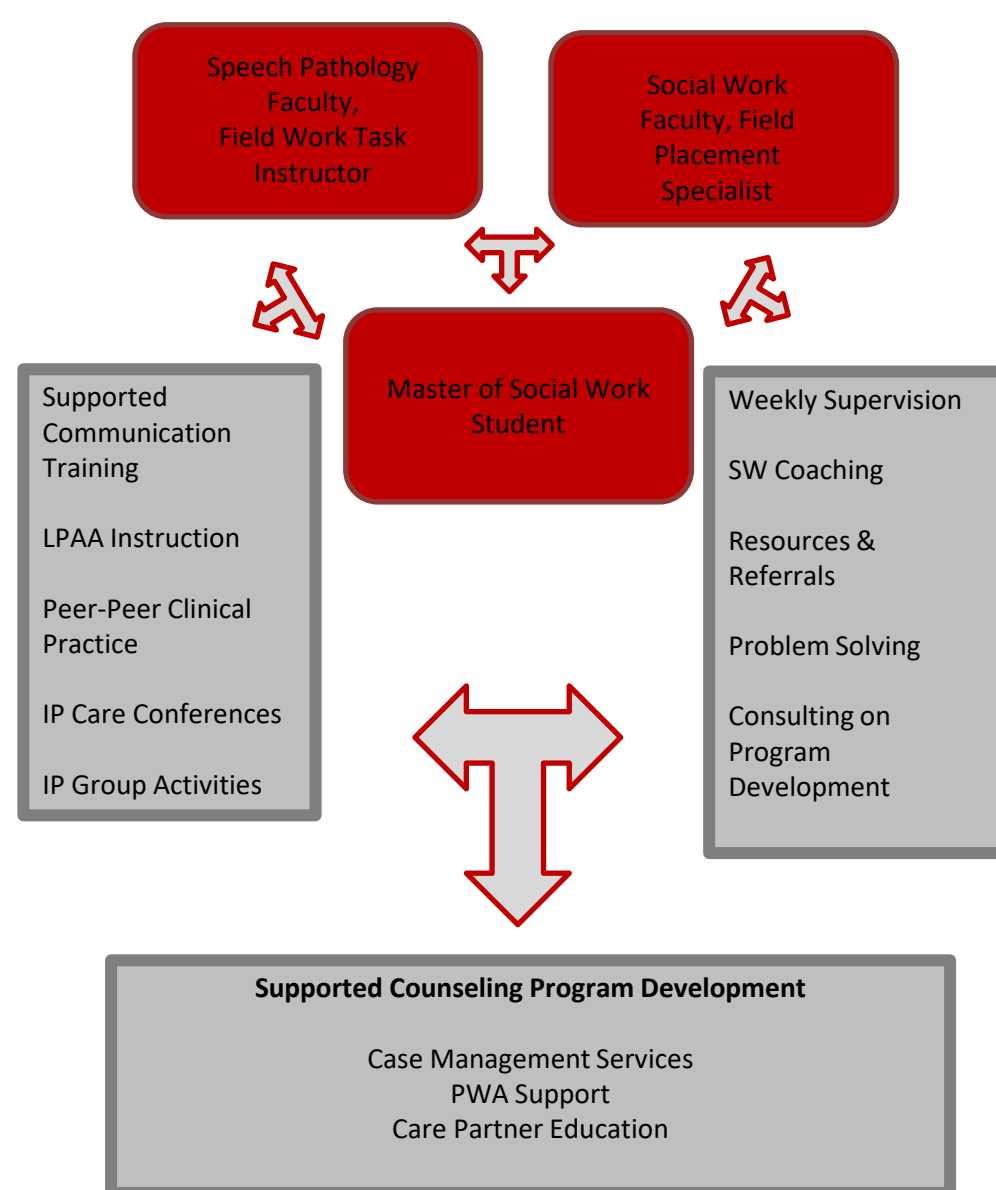 Speech Pathology
Faculty,
Field Work Task
Instructor
Social Work
Faculty, Field
Placement
Specialist
Master of Social Work
Student
Supported
Communication
Training
LPAA Instruction
Peer-Peer Clinical
Practice
IP Care Conferences
IP Group Activities
Weekly Supervision
SW Coaching
Resources &
Referrals
Problem Solving
Consulting on
Program
Development
Supported Counseling Program Development
Case Management Services
PWA Support
Care Partner Education